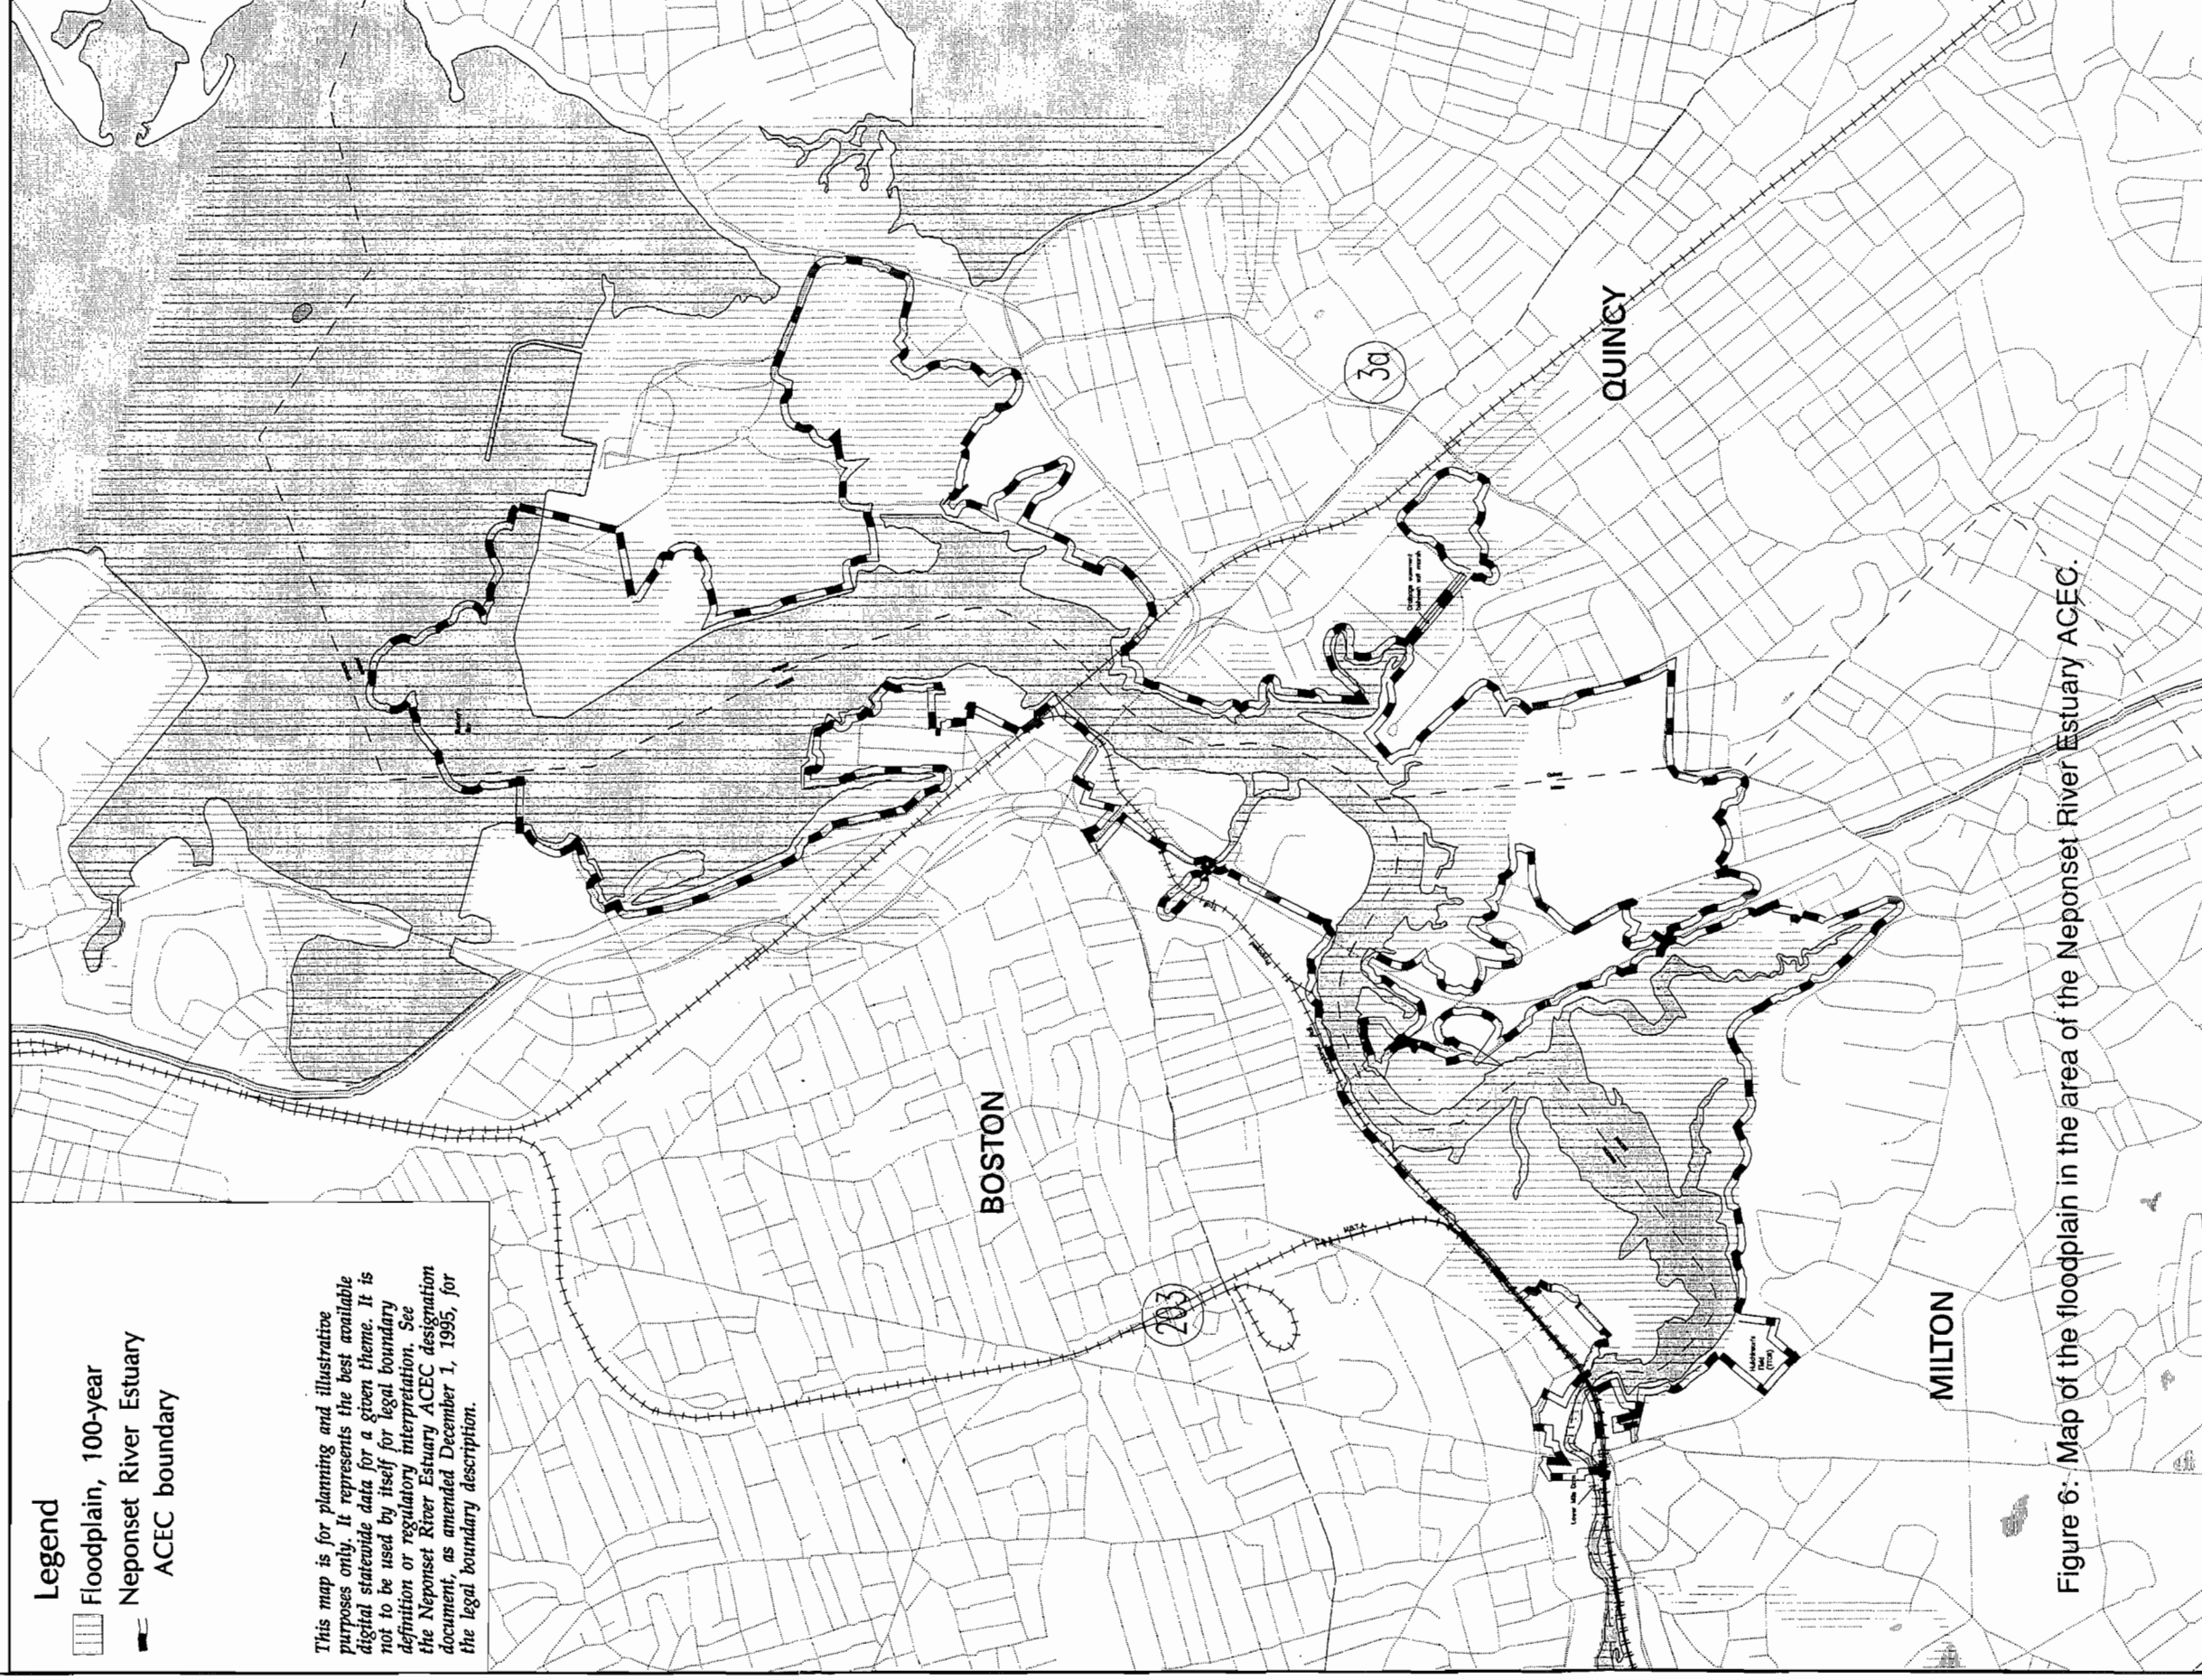 Legend
Floodplain, 100-year
Neponset River Estuary
ACEC boundary
This map is for planning and illustrative
purposes only. It represents the best available
digital statewide data for a given theme. It is
not to be used by itself for legal boundary
definition or regulatory interpretation. See
the Neponset River Estuary ACEC designation
document, as amended December 1, 1995, for
the legal boundary description.
BOSTON
203
3a
QUINCY
MILTON
Figure 6: Map of the floodplain in the area of the Neponset River Estuary ACEC.